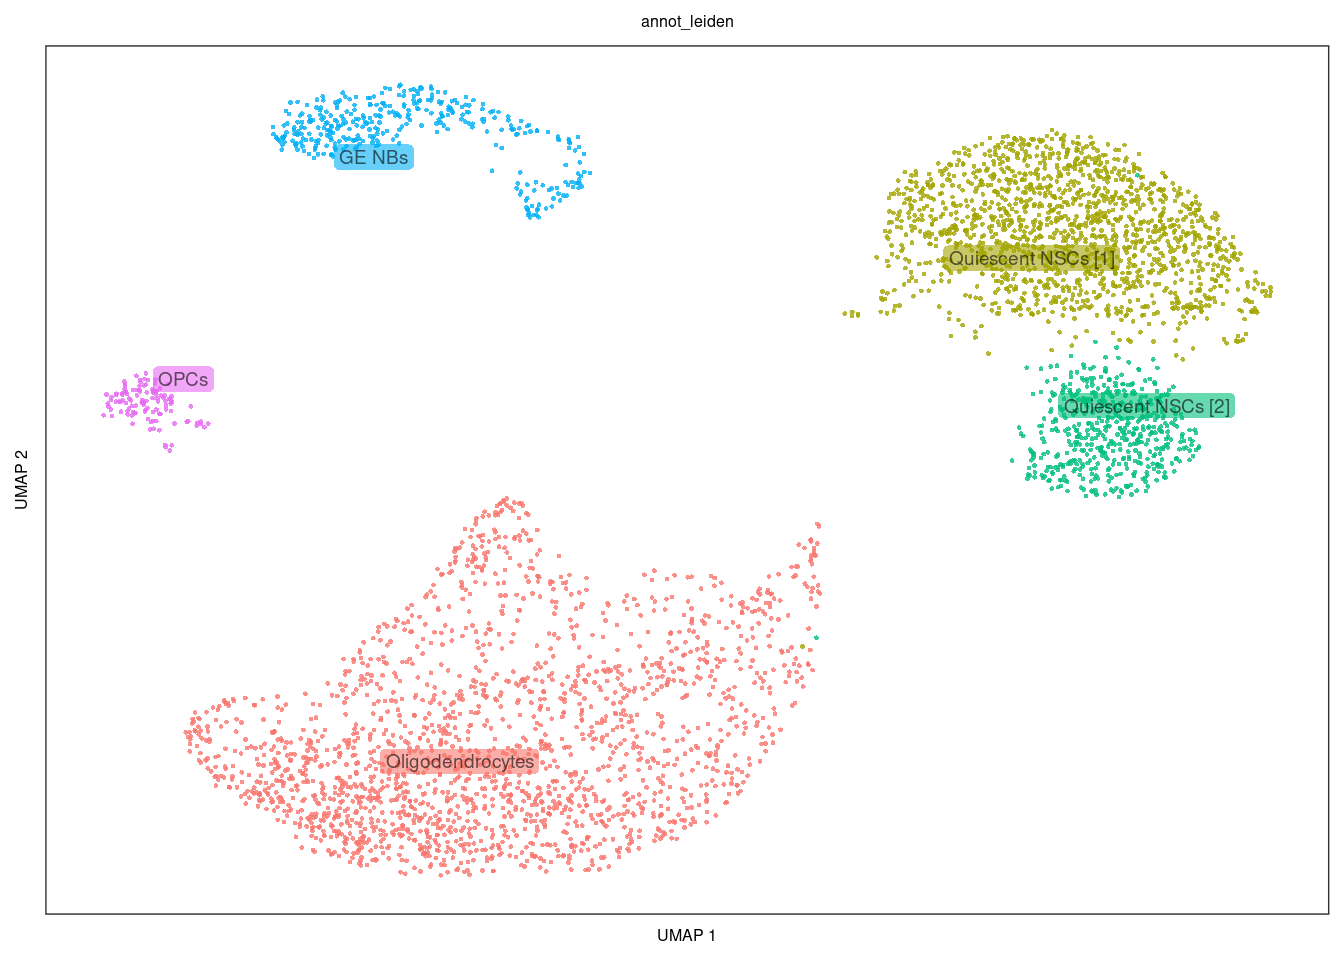 annot_leiden
GE NBs
Quiescent NSCs [1]
OPCs
Quiescent NSCs [2]
UMAP 2
Oligodendrocytes
UMAP 1